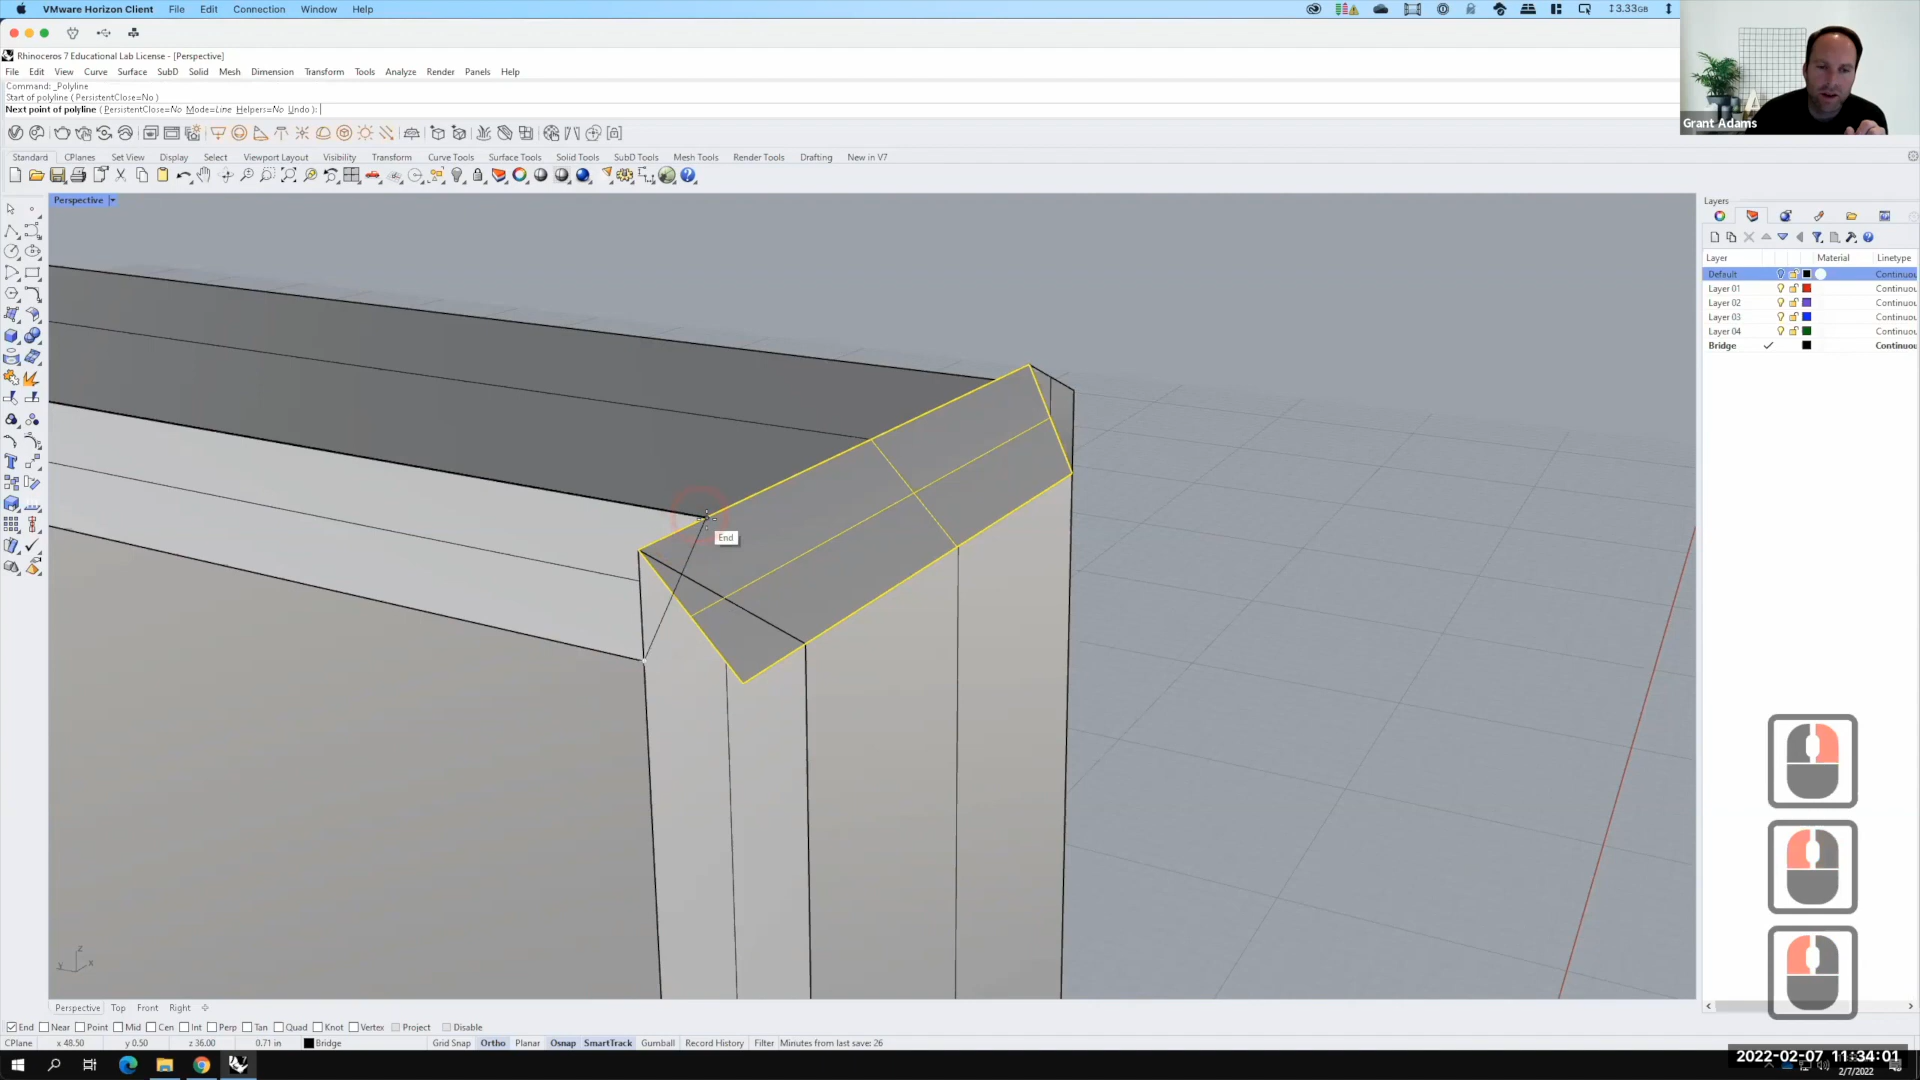 VMware Horizon Client File Edit Connection Window Help 3.33GB
Rhinoceros 7 Educational Lab License - [Perspective]
File Edit View Curve Surface SubD Solid Mesh Dimension Transform Tools Analyze Render Panels Help
Command: _Polyline
Start of polyline ( PersistentClose=No )
Next point of polyline ( PersistentClose=No Mode=Line Helpers=No Undo ):
Grant Adams
Standard CPlanes Set View Display Select Viewport Layout Visibility Transform Curve Tools Surface Tools Solid Tools SubD Tools Mesh Tools Render Tools Drafting New in V7
Perspective
Layers
Layer Material Linetype
Default Continuou
Layer 01 Continuou
Layer 02 Continuou
Layer 03 Continuou
Layer 04 Continuou
Bridge Continuou
End
z
y x
Perspective Top Front Right
End Near Point Mid Cen Int Perp Tan Quad Knot Vertex Project Disable
CPlane x 48.50 y 0.50 z 36.00 0.71 in Bridge Grid Snap Ortho Planar Osnap SmartTrack Gumball Record History Filter Minutes from last save: 26
2022-02-07 11:34:01
2/7/2022